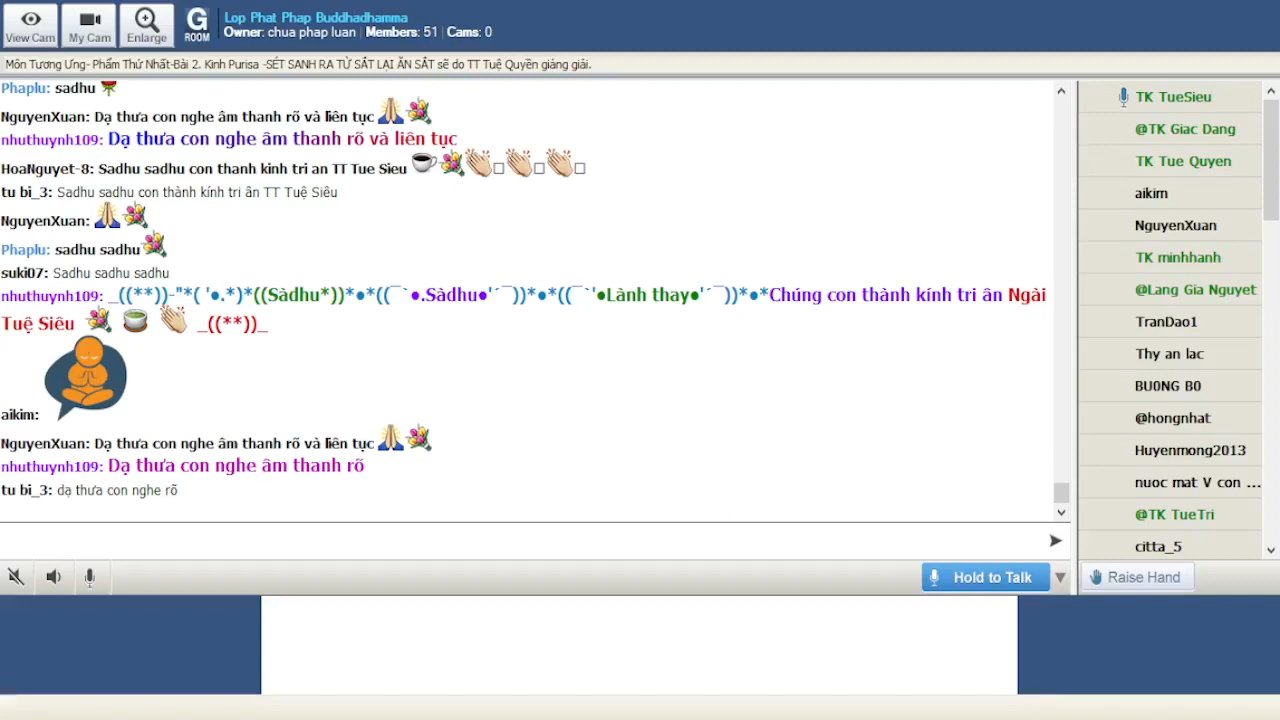 View Cam
My Cam
Enlarge
G
ROOM
Lop Phat Phap Buddhadhamma
Owner: chua phap luan | Members: 51 | Cams: 0
Môn Tương Ưng- Phẩm Thứ Nhất-Bài 2. Kinh Purisa -SÉT SANH RA TỪ SẮT LẠI ĂN SẮT sẽ do TT Tuệ Quyền giảng giải.
Phaplu: sadhu
NguyenXuan: Dạ thưa con nghe âm thanh rõ và liên tục
nhuthuynh109: Dạ thưa con nghe âm thanh rõ và liên tục
HoaNguyet-8: Sadhu sadhu con thanh kinh tri an TT Tue Sieu
tu bi_3: Sadhu sadhu con thành kính tri ân TT Tuệ Siêu
NguyenXuan:
Phaplu: sadhu sadhu
suki07: Sadhu sadhu sadhu
nhuthuynh109: _((**))-"*( '●.*)*((Sàdhu*))*●*((¯`●.Sàdhu●'´¯))*●*((¯`'●Lành thay●'´¯))*●*Chúng con thành kính tri ân Ngài
Tuệ Siêu _((**))_
aikim:
NguyenXuan: Dạ thưa con nghe âm thanh rõ và liên tục
nhuthuynh109: Dạ thưa con nghe âm thanh rõ
tu bi_3: dạ thưa con nghe rõ
Hold to Talk
TK TueSieu
@TK Giac Dang
TK Tue Quyen
aikim
NguyenXuan
TK minhhanh
@Lang Gia Nguyet
TranDao1
Thy an lac
BU0NG B0
@hongnhat
Huyenmong2013
nuoc mat V con ...
@TK TueTri
citta_5
Raise Hand